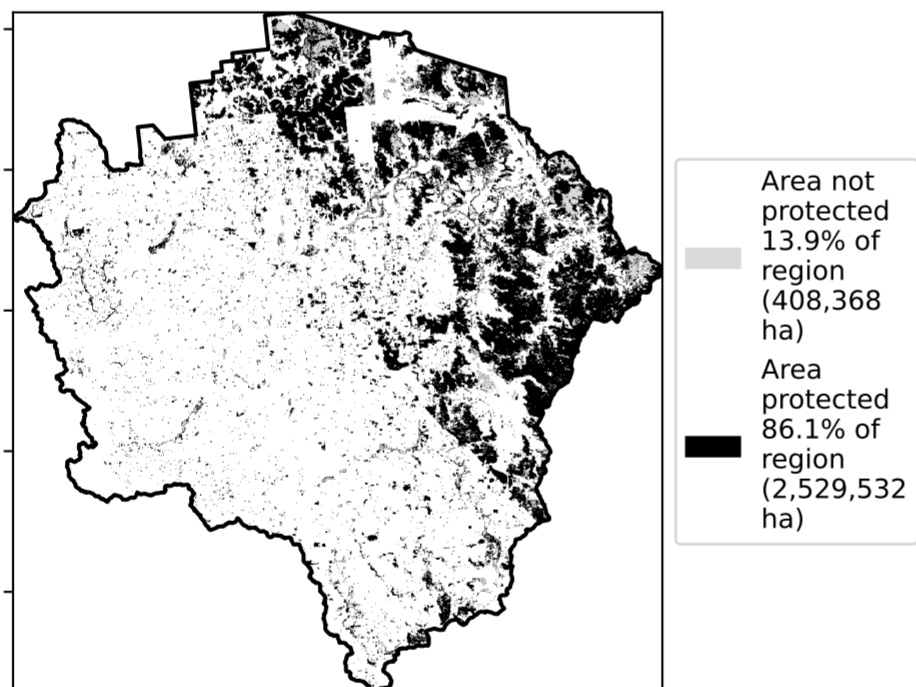 Area not
protected
13.9% of
region
(408,368
ha)
Area
protected
86.1% of
region
(2,529,532
ha)